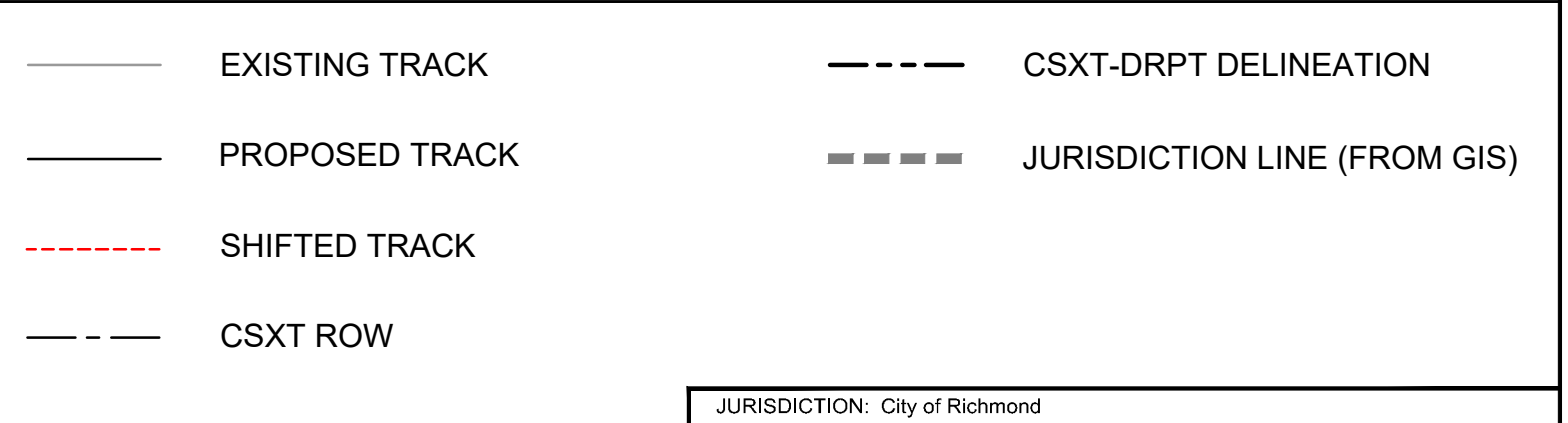 EXISTING TRACK
PROPOSED TRACK
SHIFTED TRACK
CSXT ROW
CSXT-DRPT DELINEATION
JURISDICTION LINE (FROM GIS)
JURISDICTION: City of Richmond